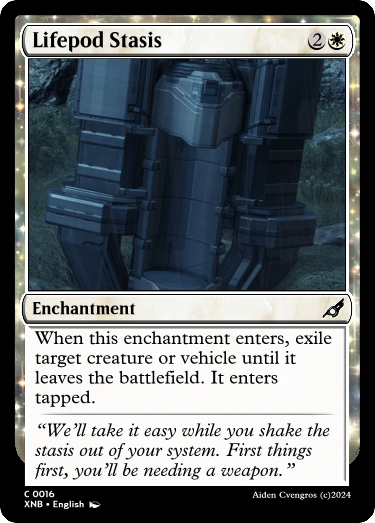 Lifepod Stasis 2
Enchantment
When this enchantment enters, exile
target creature or vehicle until it
leaves the battlefield. It enters
tapped.
“We’ll take it easy while you shake the
stasis out of your system. First things
first, you’ll be needing a weapon.”
C 0016
XNB • English
Aiden Cvengros (c)2024